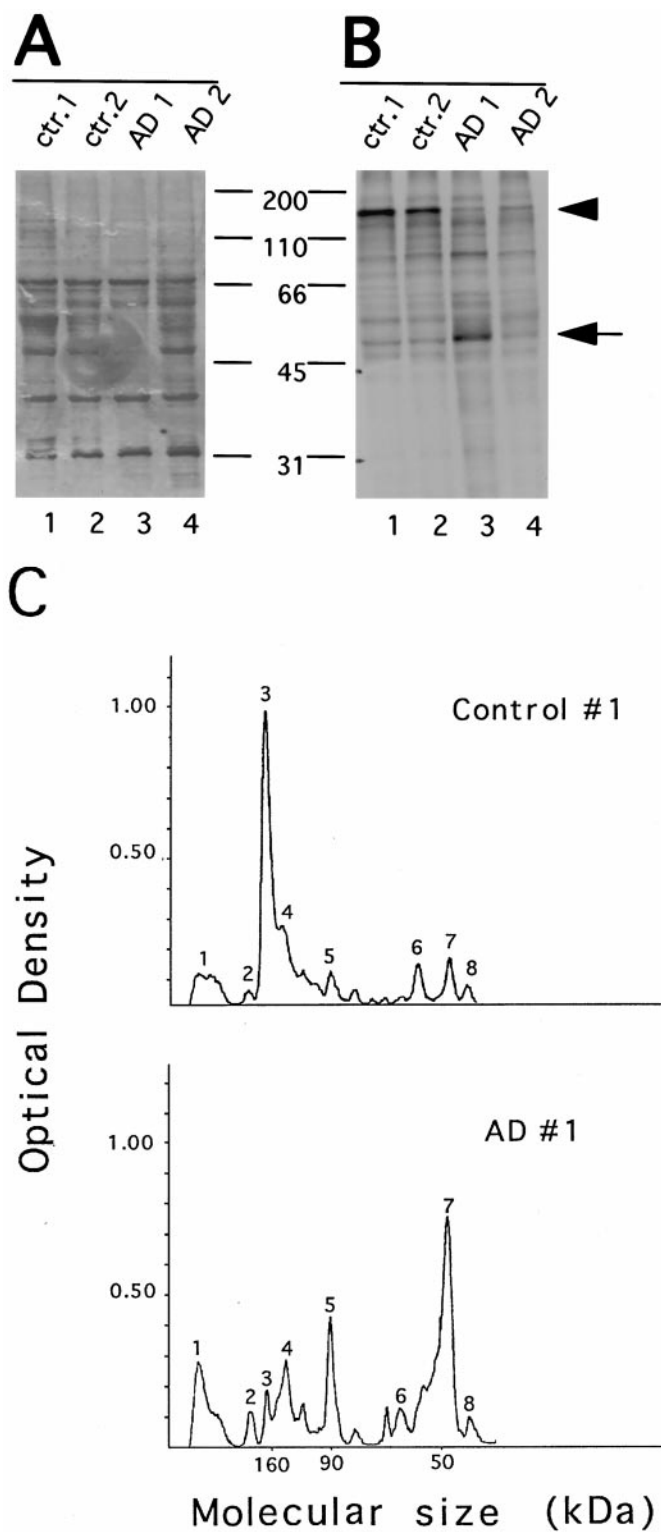 A B
ctr.1 ctr.2 AD 1 AD 2 ctr.1 ctr.2 AD 1 AD 2
200
110
66
45
31
1 2 3 4 1 2 3 4
C
Control #1
1.00
0.50
1 2 3 4 5 6 7 8
AD #1
1.00
0.50
1 2 3 4 5 6 7 8
160 90 50
Optical Density
Molecular size (kDa)